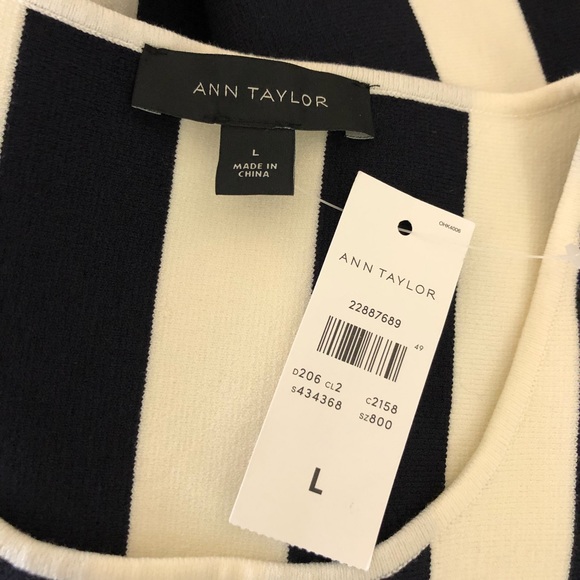 ANN TAYLOR
L
MADE IN
CHINA
ANN TAYLOR
22887689
49
D206 CL2 C2158
S434368 SZ800
L